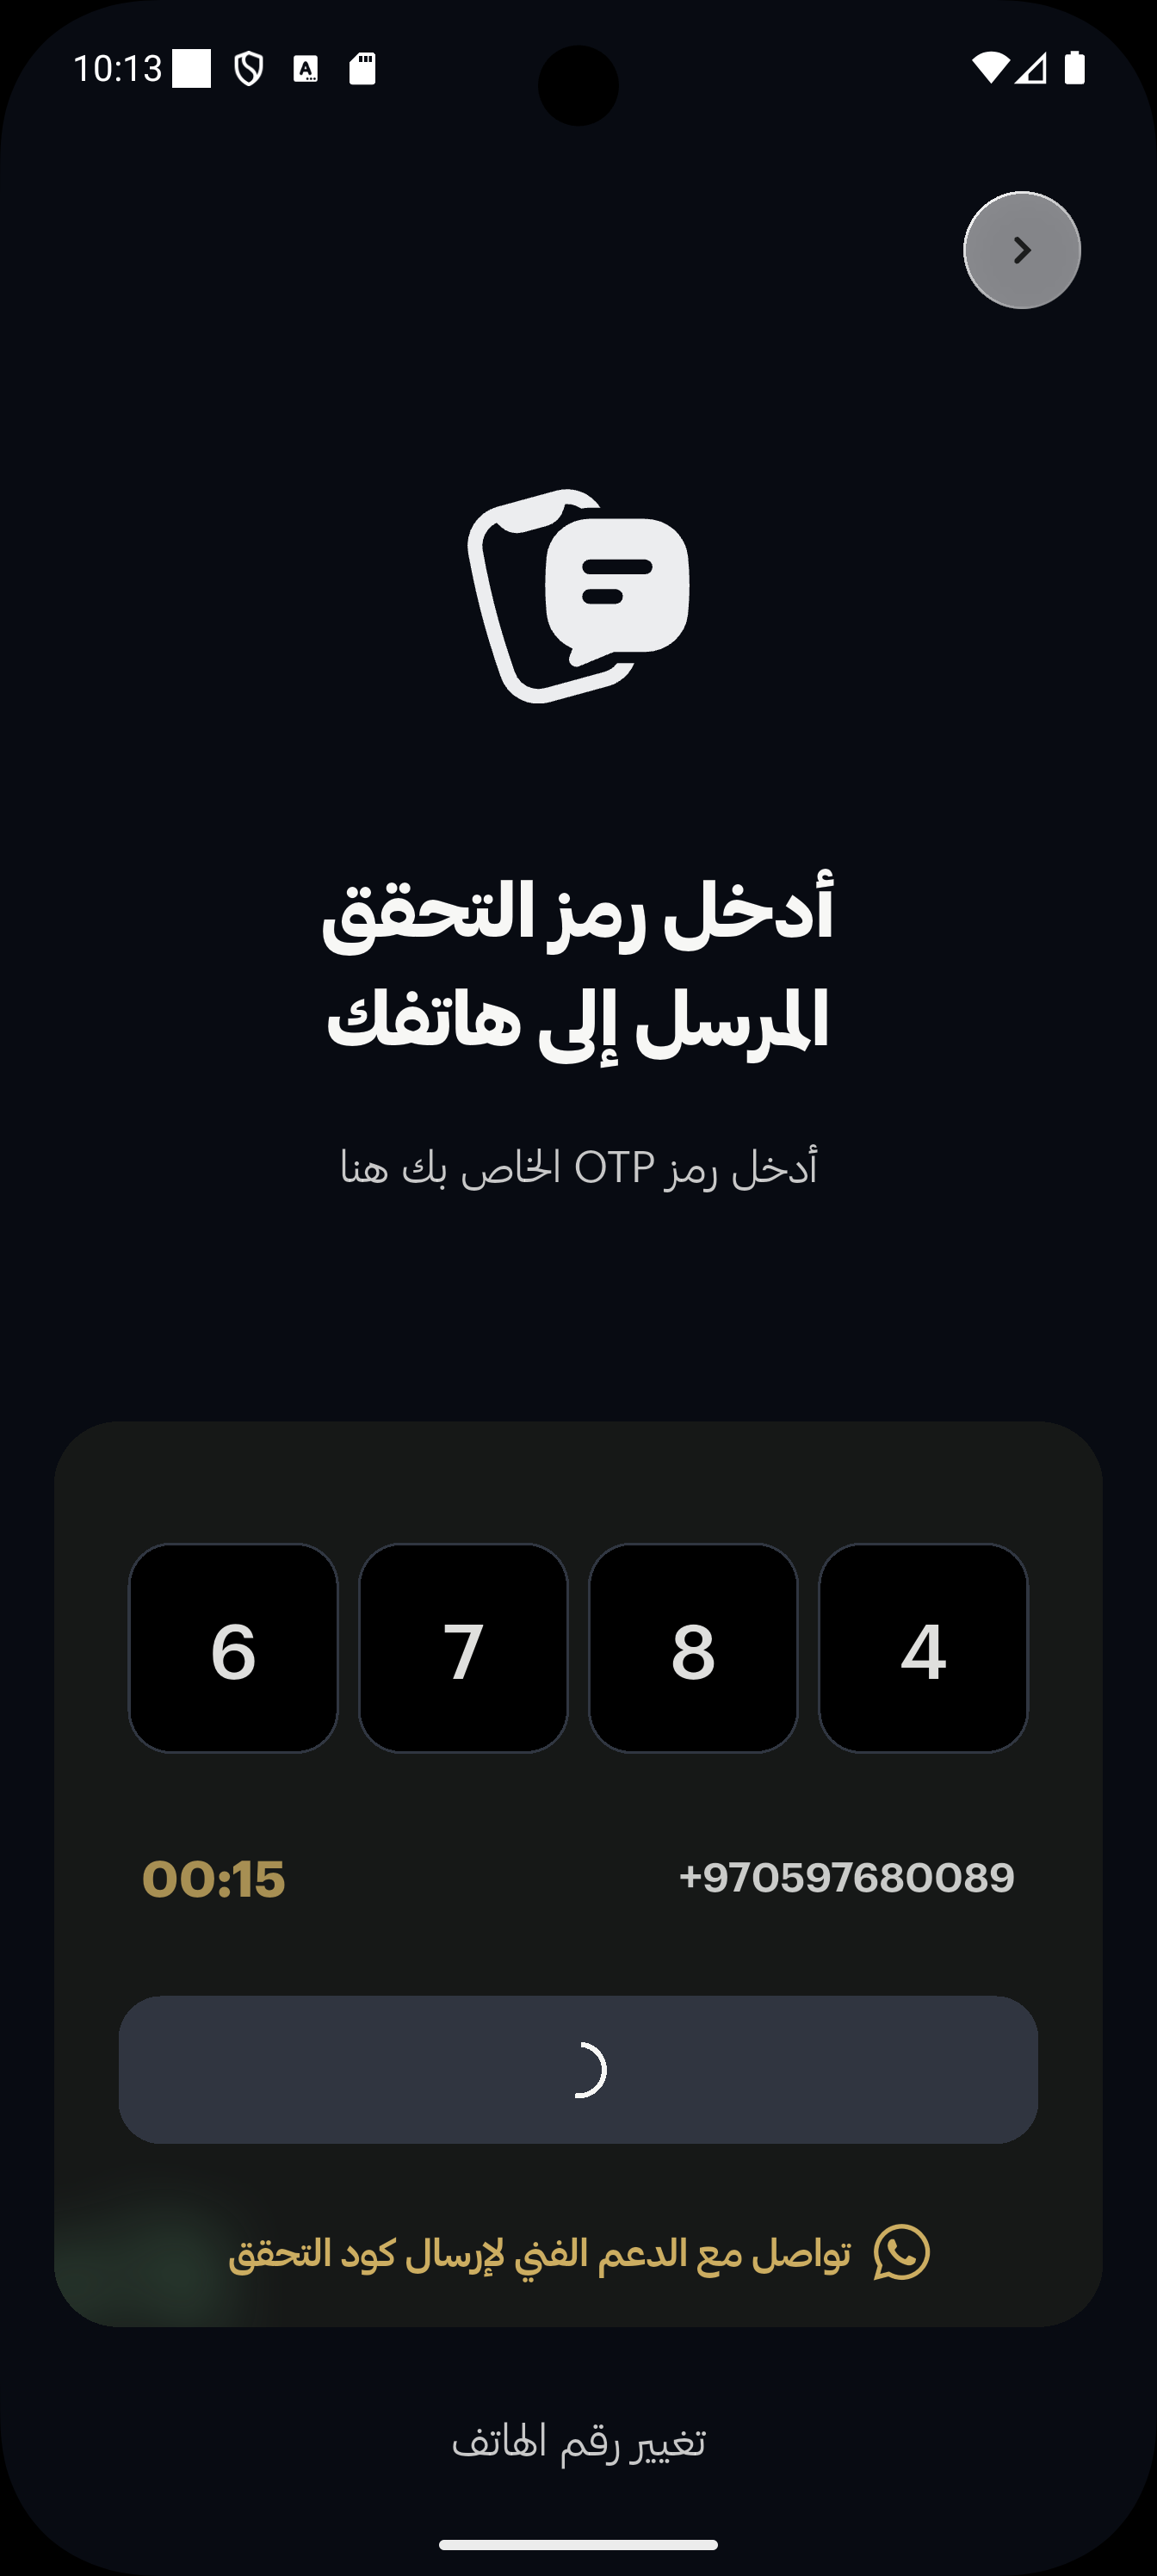 10:13
أدخل رمز التحقق
المرسل إلى هاتفك
أدخل رمز OTP الخاص بك هنا
6 7 8 4
+970597680089
00:15
تواصل مع الدعم الفني لإرسال كود التحقق
تغيير رقم الهاتف